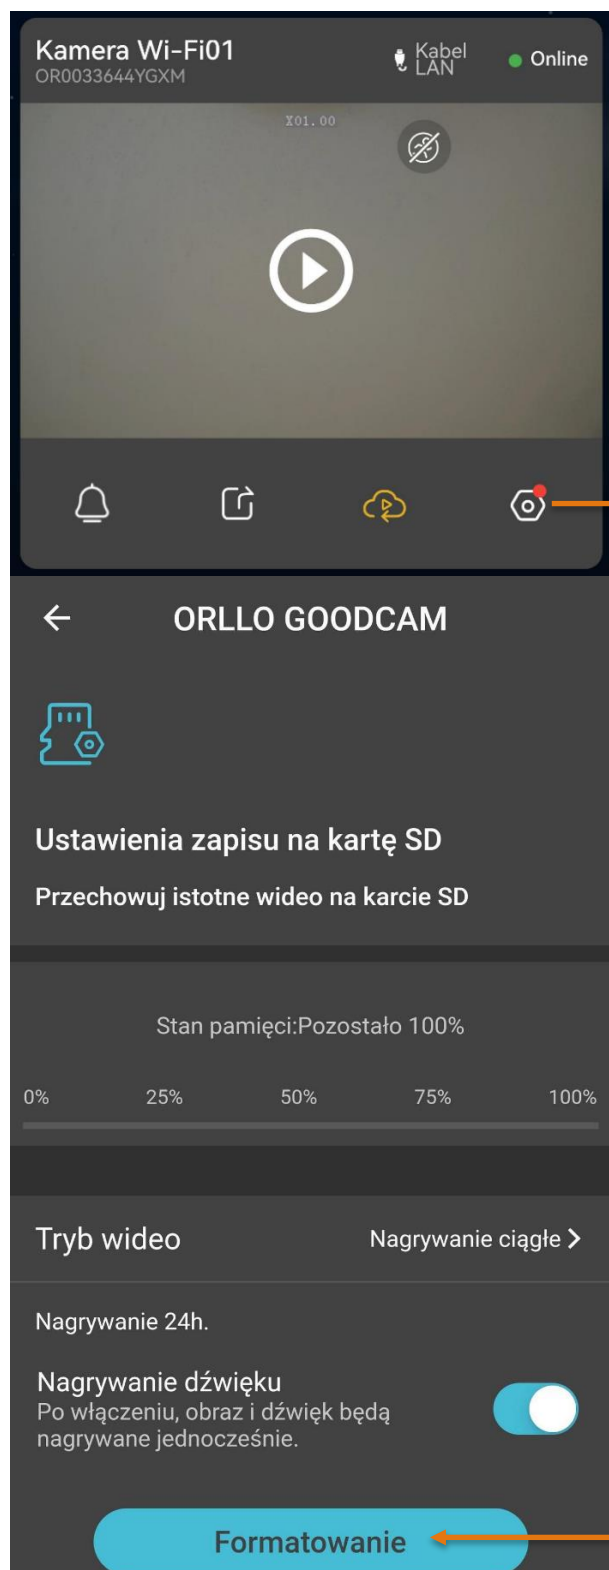 Kamera Wi-Fi01
Kabel
LAN
Online
OR0033644YGXM
X01.00
ORLLO GOODCAM
Ustawienia zapisu na kartę SD
Przechowuj istotne wideo na karcie SD
Stan pamięci:Pozostało 100%
0% 25% 50% 75% 100%
Tryb wideo Nagrywanie ciągłe
Nagrywanie 24h.
Nagrywanie dźwięku
Po włączeniu, obraz i dźwięk będą
nagrywane jednocześnie.
Formatowanie